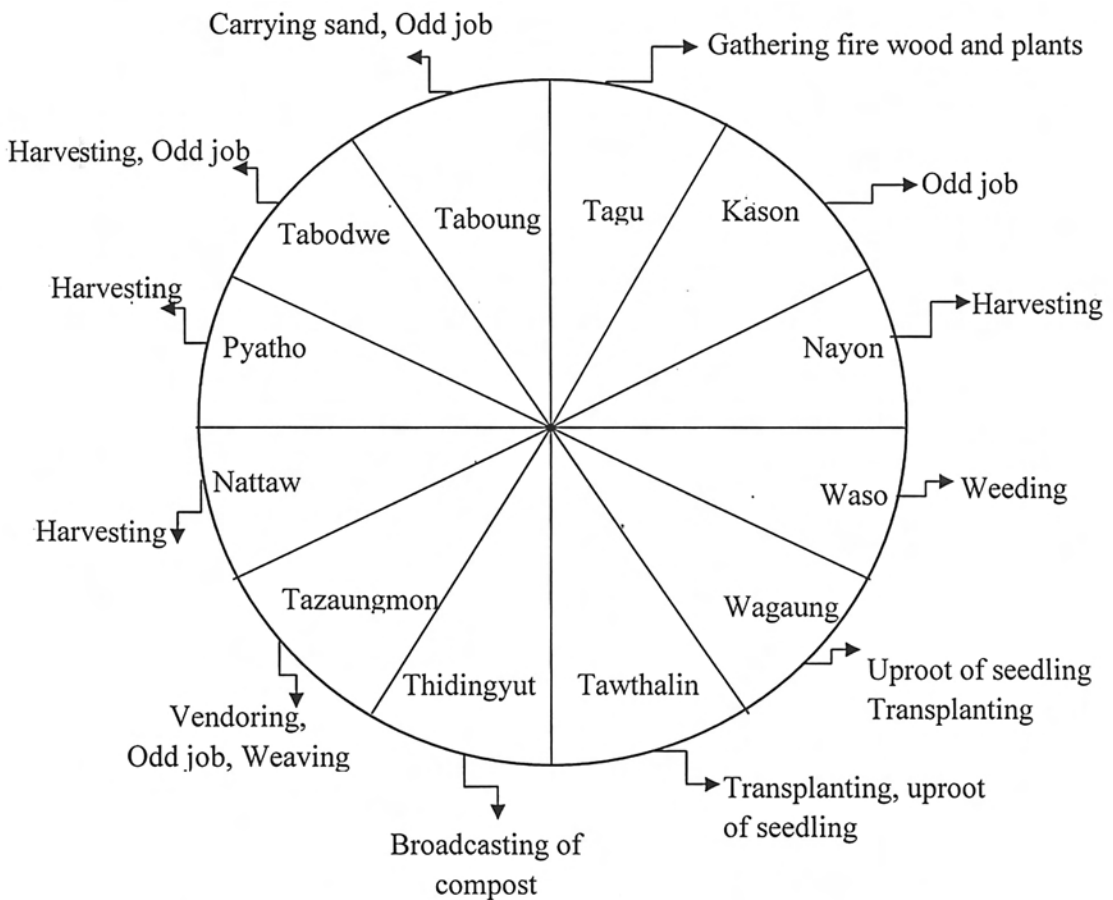 Carrying sand, Odd job
Gathering fire wood and plants
Harvesting, Odd job
Odd job
Tabodwe
Taboung
Tagu
Kason
Harvesting
Harvesting
Pyatho
Nayon
Nattaw
Waso
Weeding
Harvesting
Tazaungmon
Wagaung
Thidingyut
Tawthalin
Uproot of seedling
Transplanting
Vendoring,
Odd job, Weaving
Transplanting, uproot
of seedling
Broadcasting of
compost